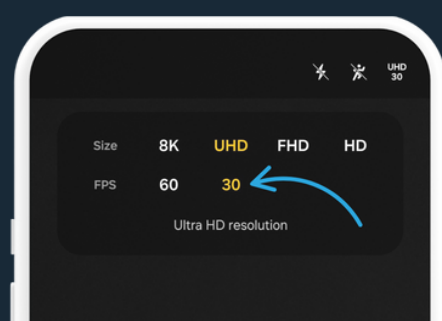 UHD
30
Size 8K UHD FHD HD
FPS 60 30
Ultra HD resolution